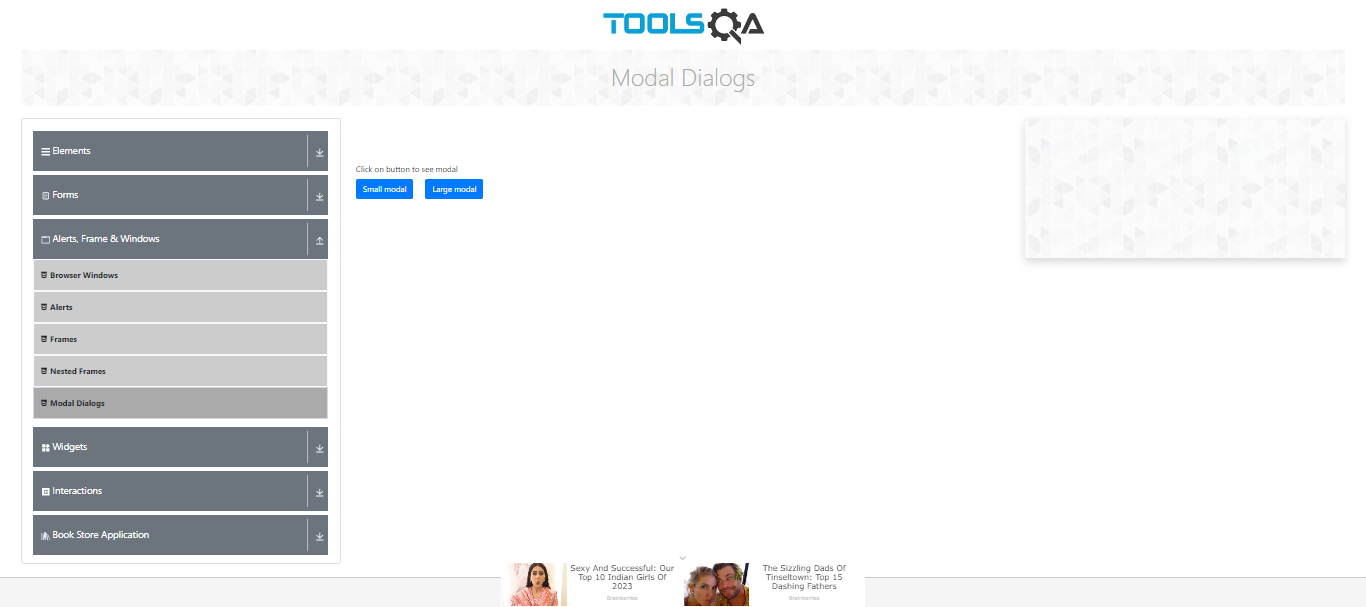 TOOLSQA
Modal Dialogs
Elements
Forms
Alerts, Frame & Windows
Browser Windows
Alerts
Frames
Nested Frames
Modal Dialogs
Widgets
Interactions
Book Store Application
Click on button to see modal
Small modal
Large modal
Sexy And Successful: Our
Top 10 Indian Girls Of
2023
Brainberries
The Sizzling Dads Of
Tinseltown: Top 15
Dashing Fathers
Brainberries